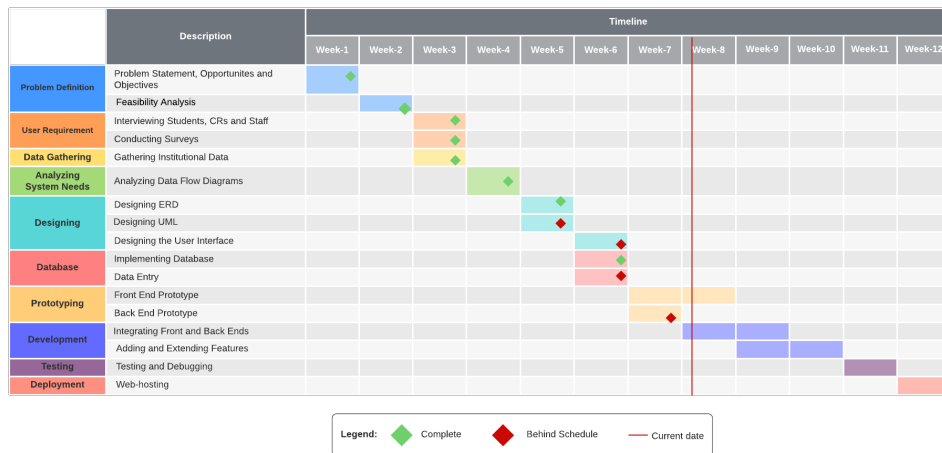 Description
Timeline
Week-1
Week-2
Week-3
Week-4
Week-5
Week-6
Week-7
Week-8
Week-9
Week-10
Week-11
Week-12
Problem Definition
Problem Statement, Opportunites and
Objectives
Feasibility Analysis
User Requirement
Interviewing Students, CRs and Staff
Conducting Surveys
Data Gathering
Gathering Institutional Data
Analyzing
System Needs
Analyzing Data Flow Diagrams
Designing
Designing ERD
Designing UML
Designing the User Interface
Database
Implementing Database
Data Entry
Prototyping
Front End Prototype
Back End Prototype
Development
Integrating Front and Back Ends
Adding and Extending Features
Testing
Testing and Debugging
Deployment
Web-hosting
Legend:
Complete
Behind Schedule
Current date